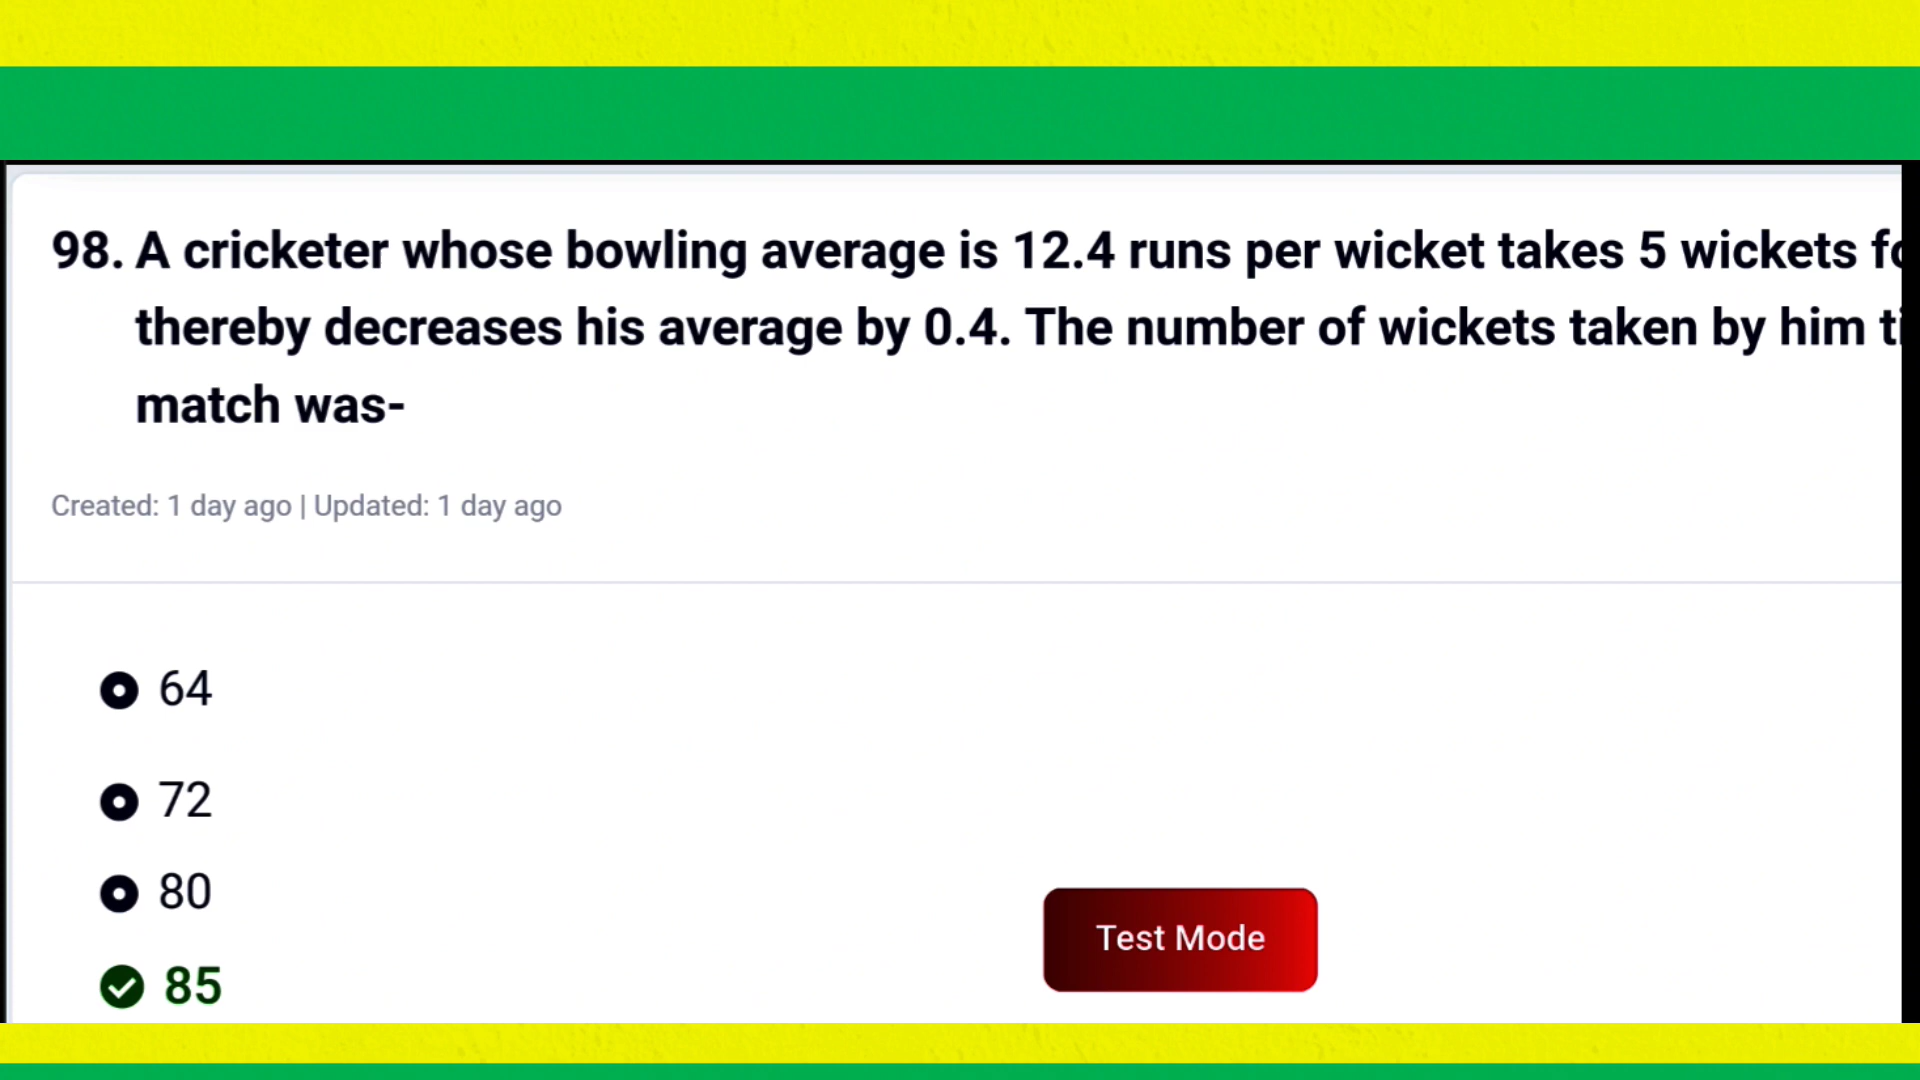 98. A cricketer whose bowling average is 12.4 runs per wicket takes 5 wickets
thereby decreases his average by 0.4. The number of wickets taken by him
match was-
Created: 1 day ago | Updated: 1 day ago
64
72
80
Test Mode
85